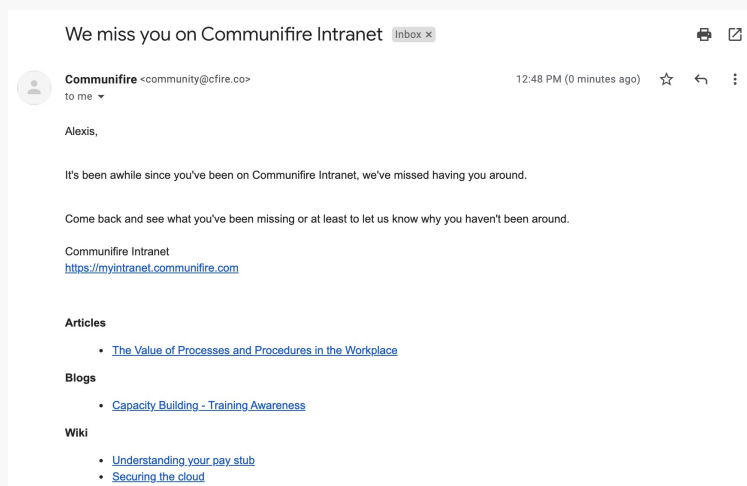 We miss you on Communifire Intranet Inbox ×
Communifire <community@cfire.co> 12:48 PM (0 minutes ago)
to me
Alexis,
It's been awhile since you've been on Communifire Intranet, we've missed having you around.
Come back and see what you've been missing or at least to let us know why you haven't been around.
Communifire Intranet
https://myintranet.communifire.com
Articles
• The Value of Processes and Procedures in the Workplace
Blogs
• Capacity Building - Training Awareness
Wiki
• Understanding your pay stub
• Securing the cloud